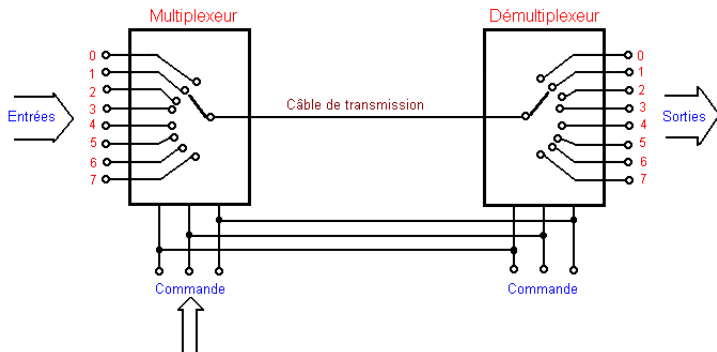 Multiplexeur
Démultiplexeur
0
1
2
3
4
5
6
7
Entrées
Câble de transmission
0
1
2
3
4
5
6
7
Sorties
Commande
Commande